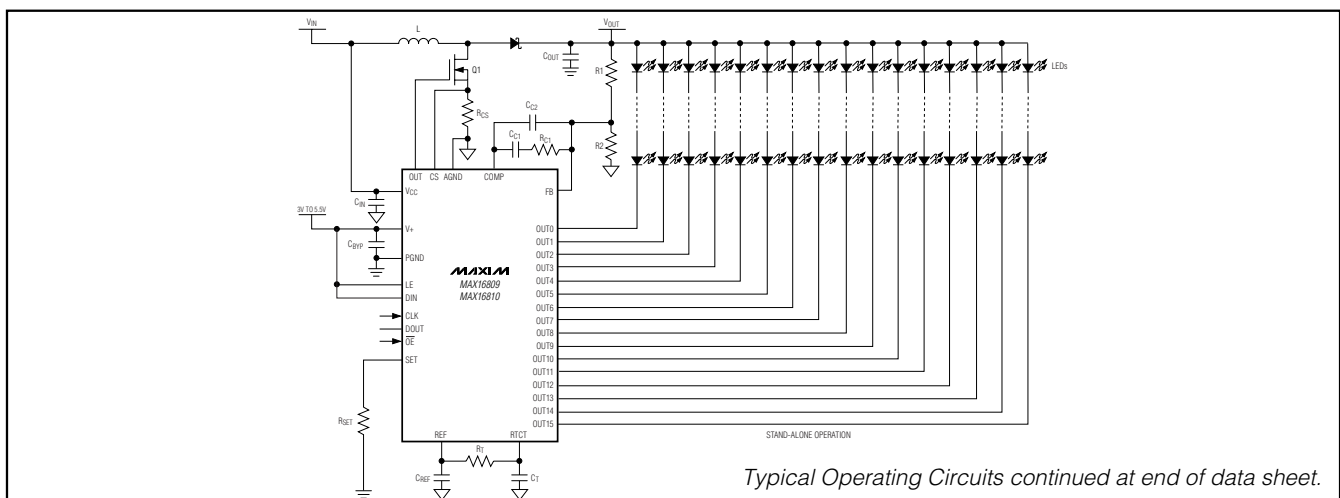 VIN
L
VOUT
COUT
R1
LEDs
Q1
RCS
CC2
CC1
RC1
R2
OUT
CS
AGND
COMP
VCC
FB
CIN
3V TO 5.5V
V+
CBYP
PGND
LE
DIN
CLK
DOUT
OE
SET
RSET
MAXIM
MAX16809
MAX16810
OUT0
OUT1
OUT2
OUT3
OUT4
OUT5
OUT6
OUT7
OUT8
OUT9
OUT10
OUT11
OUT12
OUT13
OUT14
OUT15
REF
RTCT
RT
CREF
CT
STAND-ALONE OPERATION
Typical Operating Circuits continued at end of data sheet.